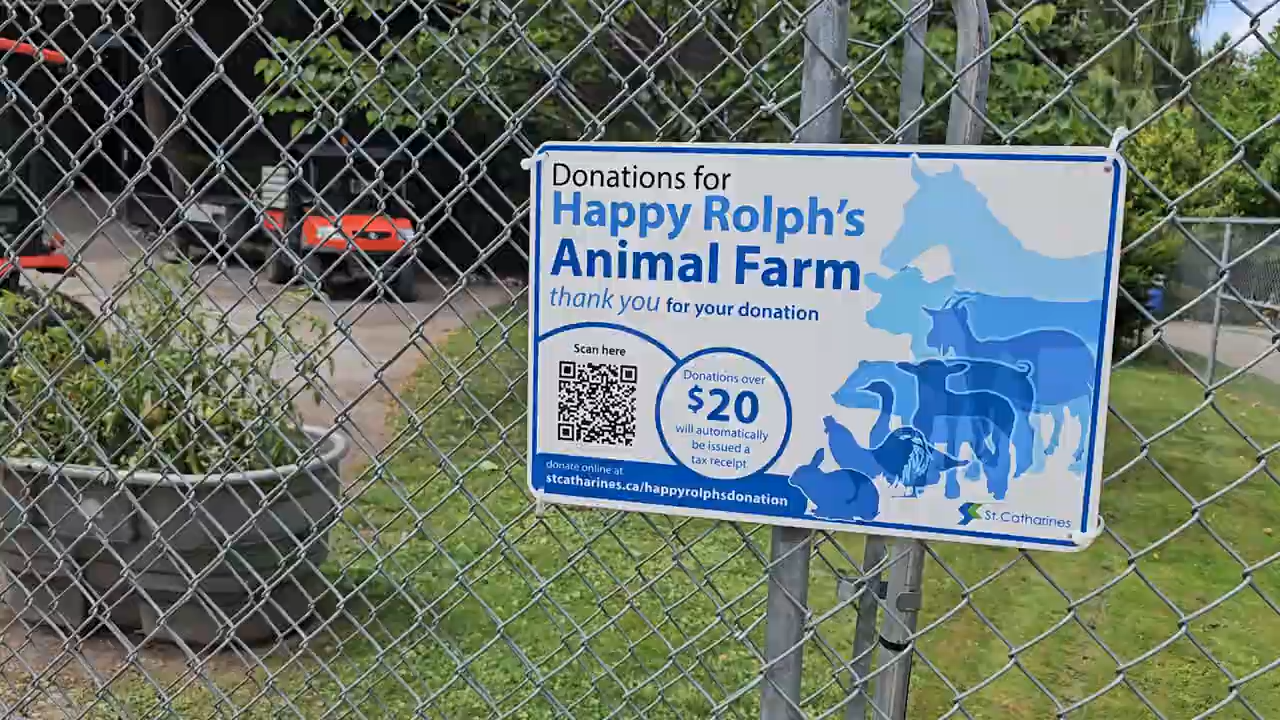 Donations for
Happy Rolph's
Animal Farm
thank you for your donation
Scan here
Donations over
$20
will automatically
be issued a
tax receipt
donate online at
stcatharines.ca/happyrolphsdonation
St. Catharines